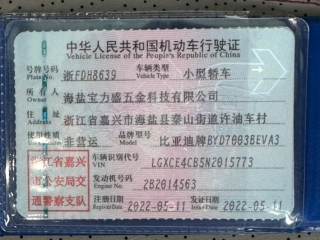 中华人民共和国机动车行驶证
Vehicle License of the People's Republic of China
号牌号码 浙FDH8639 车辆类型 小型轿车
Plate No. Vehicle Type
所有人 海盐宝力盛五金科技有限公司
Owner
住址 浙江省嘉兴市海盐县泰山街道许油车村
Address
使用性质 非营运 品牌型号 比亚迪牌BYD7003BEVA3
浙江省嘉兴 车辆识别代号 LGXCE4CB5N2015773
VIN
市公安局交 发动机号码 2B2014563
Engine No.
通警察支队 注册日期 2022-05-11 发证日期 2022-05-11
Register Date Issue Date